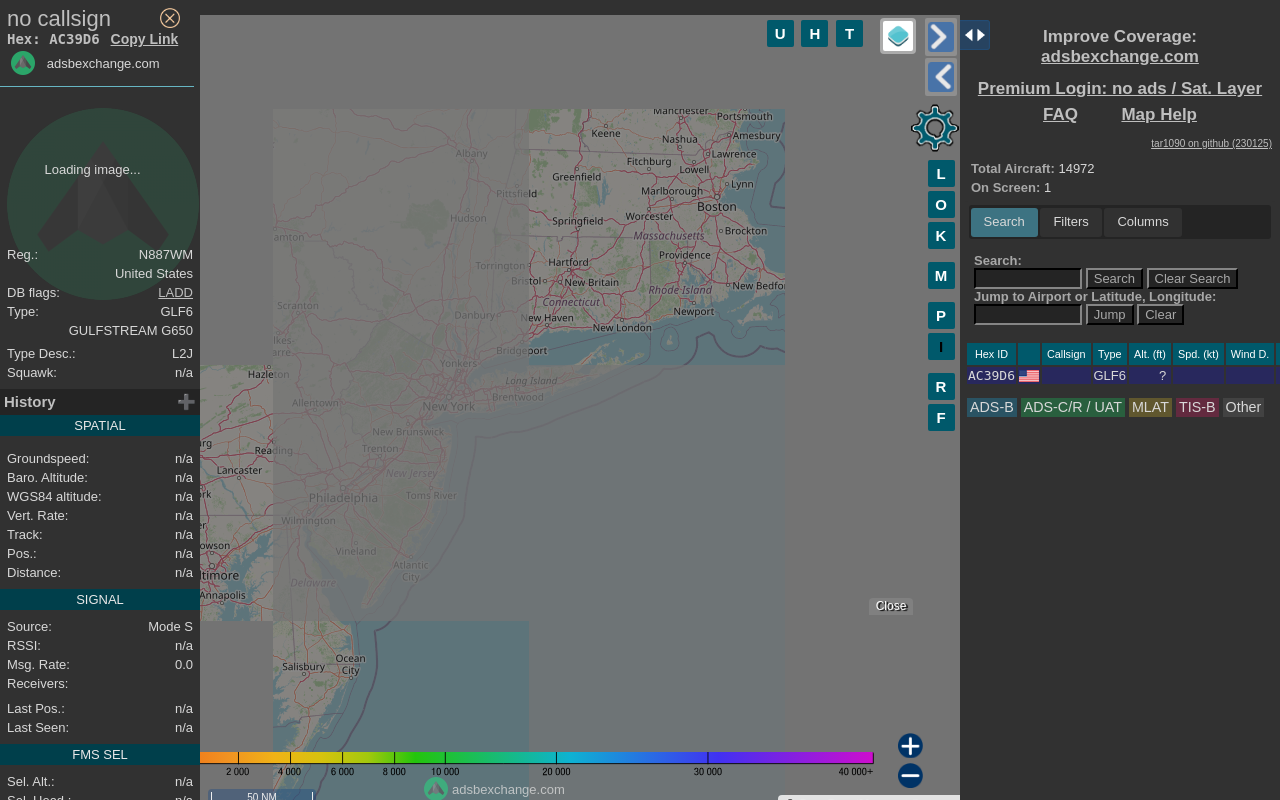 no callsign
Hex: AC39D6 Copy Link
adsbexchange.com
Loading image...
Reg.: N887WM
United States
DB flags: LADD
Type: GLF6
GULFSTREAM G650
Type Desc.: L2J
Squawk: n/a
History
SPATIAL
Groundspeed: n/a
Baro. Altitude: n/a
WGS84 altitude: n/a
Vert. Rate: n/a
Track: n/a
Pos.: n/a
Distance: n/a
SIGNAL
Source: Mode S
RSSI: n/a
Msg. Rate: 0.0
Receivers:
Last Pos.: n/a
Last Seen: n/a
FMS SEL
Sel. Alt.: n/a
Sel. Head.: n/a
U H T
L
O
K
M
P
I
R
F
Manchester
Portsmouth
Keene
Nashua
Amesbury
Albany
Fitchburg
Lawrence
Greenfield
Lowell
Pittsfield
Marlborough
Lynn
Hudson
Springfield
Worcester
Boston
Massachusetts
Brockton
Torrington
Hartford
Providence
Bristol
New Britain
New Bedfor
Scranton
Connecticut
Rhode Island
Danbury
New Haven
New London
Newport
Bridgeport
Yonkers
Hazleton
Long Island
Allentown
New York
Brentwood
New Brunswick
Reading
Trenton
Lancaster
New Jersey
Philadelphia
Toms River
Wilmington
Vineland
Atlantic
City
Delaware
Annapolis
Salisbury
Ocean
City
Close
2 000 4 000 6 000 8 000 10 000 20 000 30 000 40 000+
adsbexchange.com
50 NM
Improve Coverage:
adsbexchange.com
Premium Login: no ads / Sat. Layer
FAQ Map Help
tar1090 on github (230125)
Total Aircraft: 14972
On Screen: 1
Search Filters Columns
Search:
Search Clear Search
Jump to Airport or Latitude, Longitude:
Jump Clear
Hex ID Callsign Type Alt. (ft) Spd. (kt) Wind D.
AC39D6 GLF6 ?
ADS-B ADS-C/R / UAT MLAT TIS-B Other